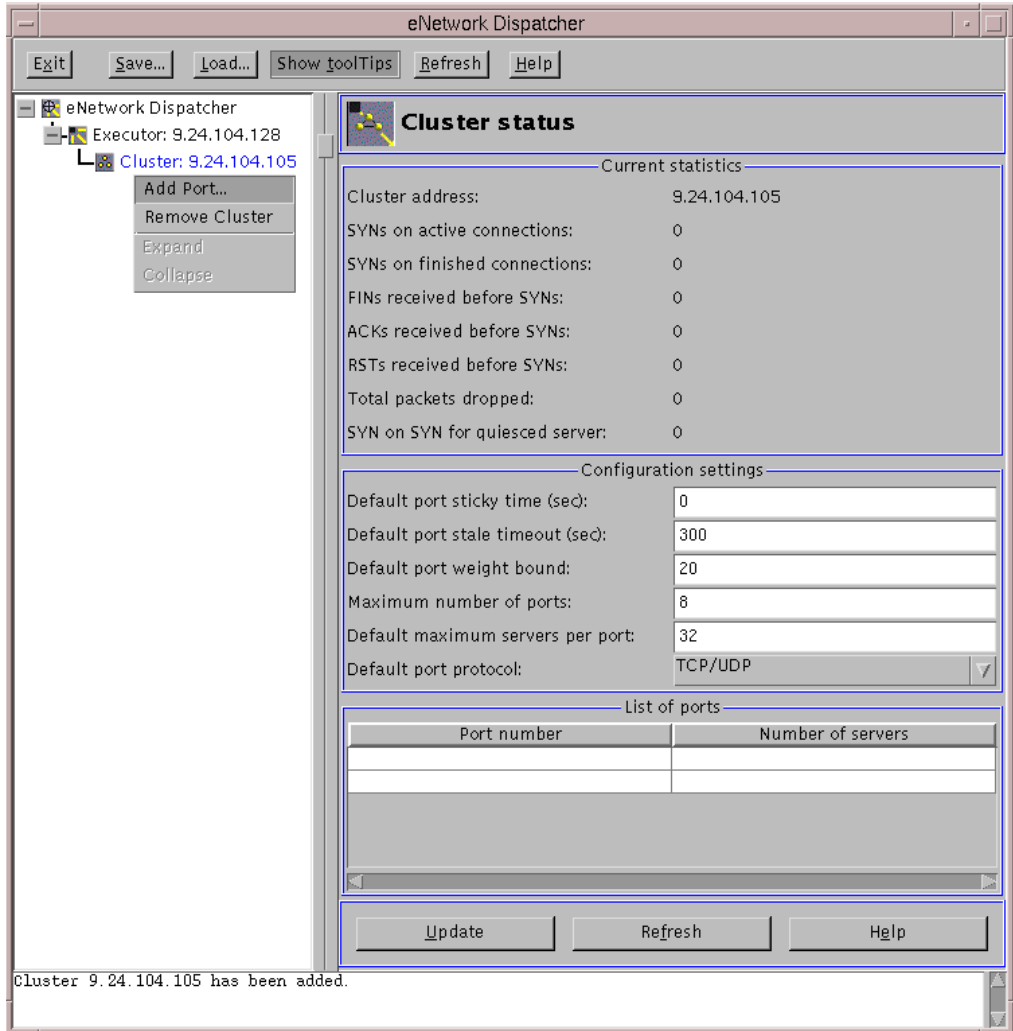 eNetwork Dispatcher
Exit Save... Load... Show toolTips Refresh Help
eNetwork Dispatcher
Executor: 9.24.104.128
Cluster: 9.24.104.105
Add Port...
Remove Cluster
Expand
Collapse
Cluster status
Current statistics
Cluster address: 9.24.104.105
SYNs on active connections: 0
SYNs on finished connections: 0
FINs received before SYNs: 0
ACKs received before SYNs: 0
RSTs received before SYNs: 0
Total packets dropped: 0
SYN on SYN for quiesced server: 0
Configuration settings
Default port sticky time (sec): 0
Default port stale timeout (sec): 300
Default port weight bound: 20
Maximum number of ports: 8
Default maximum servers per port: 32
Default port protocol: TCP/UDP
List of ports
Port number Number of servers
Update Refresh Help
Cluster 9.24.104.105 has been added.